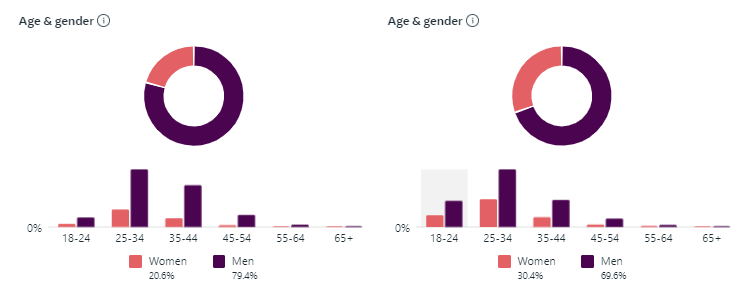 Age & gender
0%
18-24 25-34 35-44 45-54 55-64 65+
Women Men
20.6% 79.4%
Age & gender
0%
18-24 25-34 35-44 45-54 55-64 65+
Women Men
30.4% 69.6%